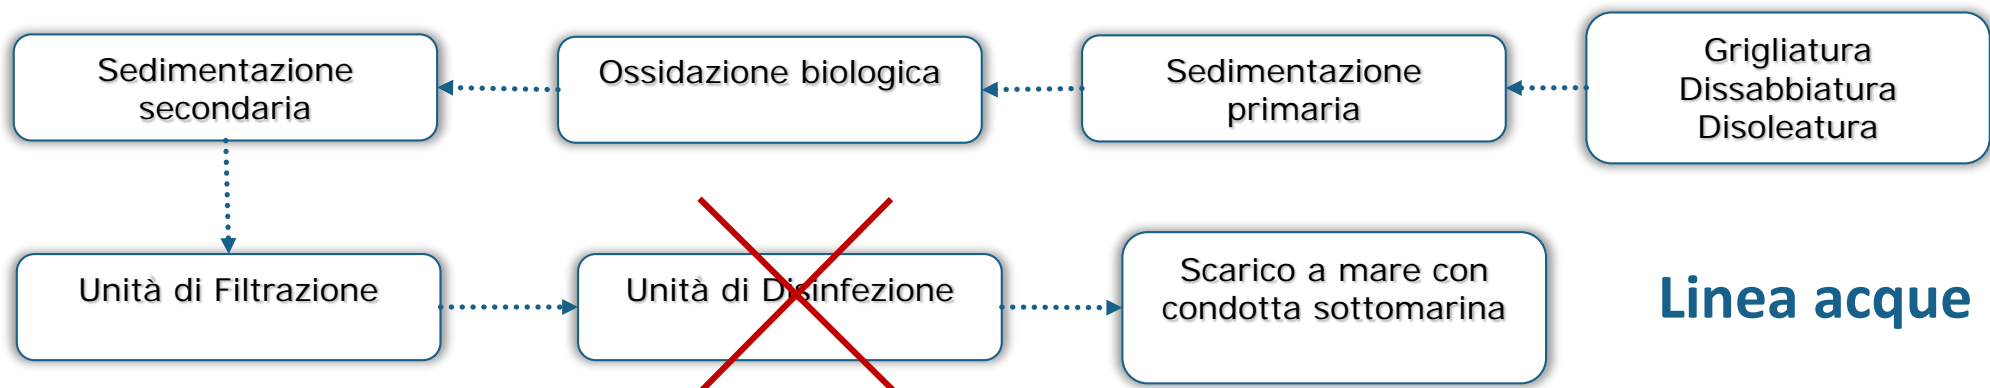 Sedimentazione
secondaria
Ossidazione biologica
Sedimentazione
primaria
Grigliatura
Dissabbiatura
Disoleatura
Unità di Filtrazione
Unità di Disinfezione
Scarico a mare con
condotta sottomarina
Linea acque